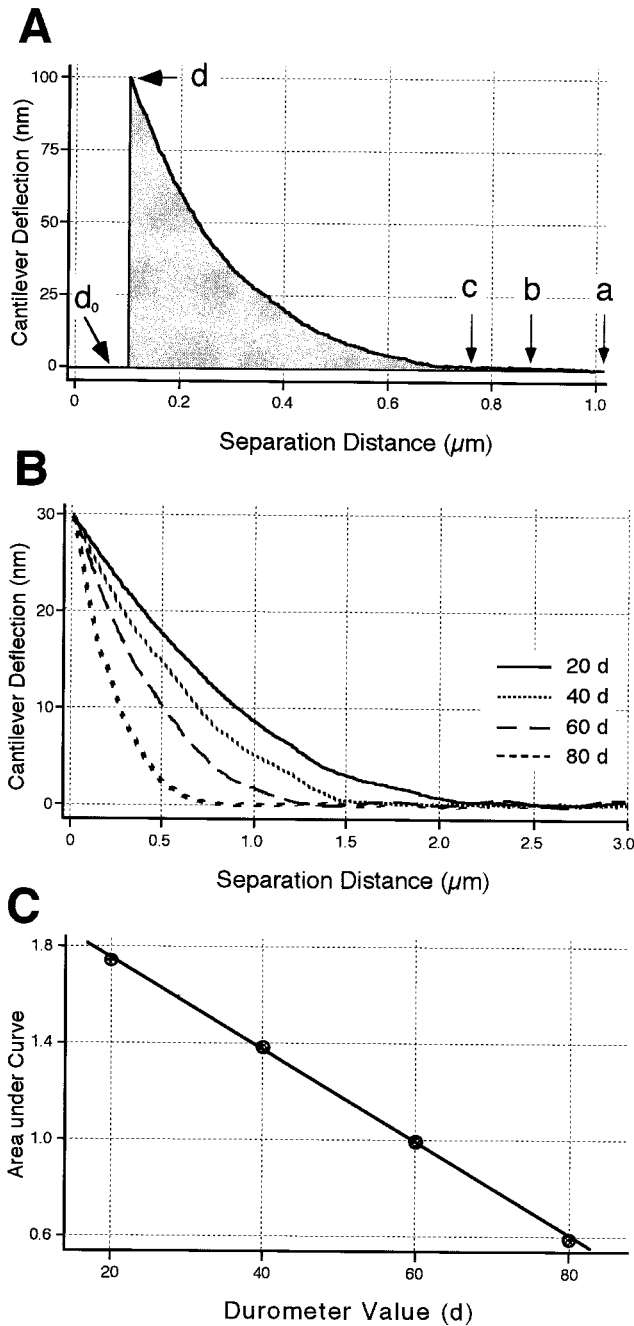 A
100
75
50
25
0
Cantilever Deflection (nm)
d
d₀
c
b
a
0
0.2
0.4
0.6
0.8
1.0
Separation Distance (µm)
B
30
20
10
0
Cantilever Deflection (nm)
20 d
40 d
60 d
80 d
0
0.5
1.0
1.5
2.0
2.5
3.0
Separation Distance (µm)
C
1.8
1.4
1.0
0.6
Area under Curve
20
40
60
80
Durometer Value (d)